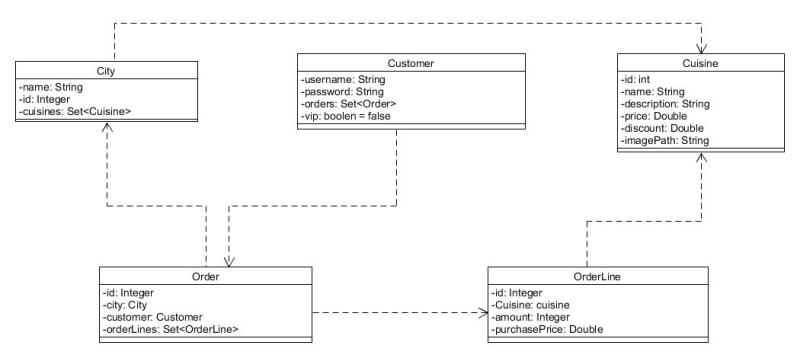 City
-name: String
-id: Integer
-cuisines: Set<Cuisine>
Customer
-username: String
-password: String
-orders: Set<Order>
-vip: boolen = false
Cuisine
-id: int
-name: String
-description: String
-price: Double
-discount: Double
-imagePath: String
Order
-id: Integer
-city: City
-customer: Customer
-orderLines: Set<OrderLine>
OrderLine
-id: Integer
-Cuisine: cuisine
-amount: Integer
-purchasePrice: Double